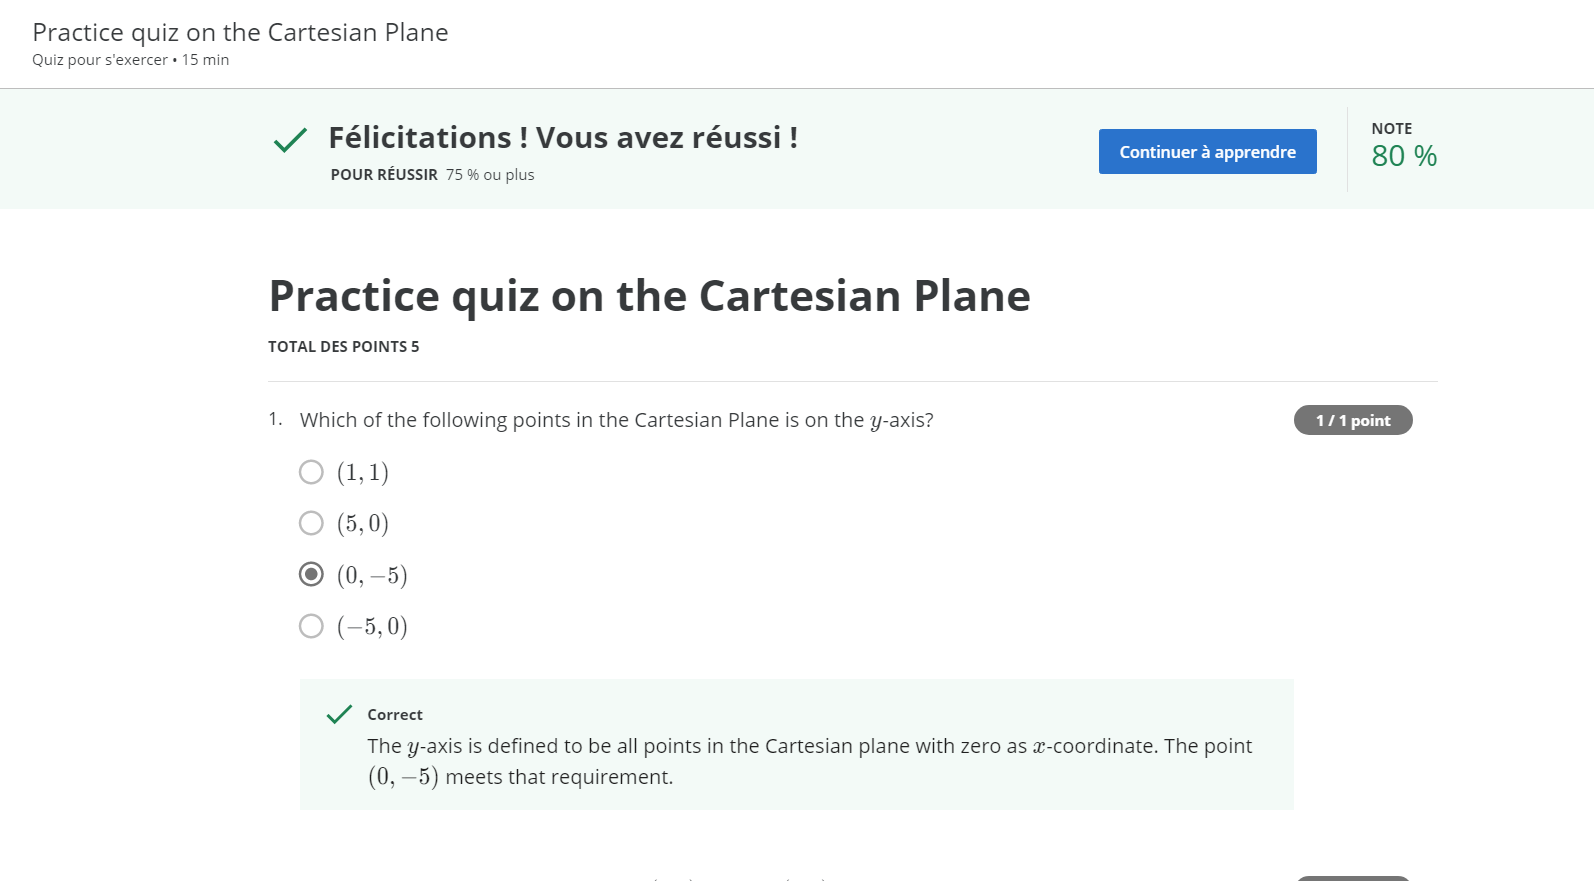 Practice quiz on the Cartesian Plane
Quiz pour s'exercer • 15 min
Félicitations ! Vous avez réussi !
POUR RÉUSSIR 75 % ou plus
Continuer à apprendre
NOTE
80 %
Practice quiz on the Cartesian Plane
TOTAL DES POINTS 5
1. Which of the following points in the Cartesian Plane is on the y-axis?
1 / 1 point
(1, 1)
(5, 0)
(0, −5)
(−5, 0)
Correct
The y-axis is defined to be all points in the Cartesian plane with zero as x-coordinate. The point
(0, −5) meets that requirement.